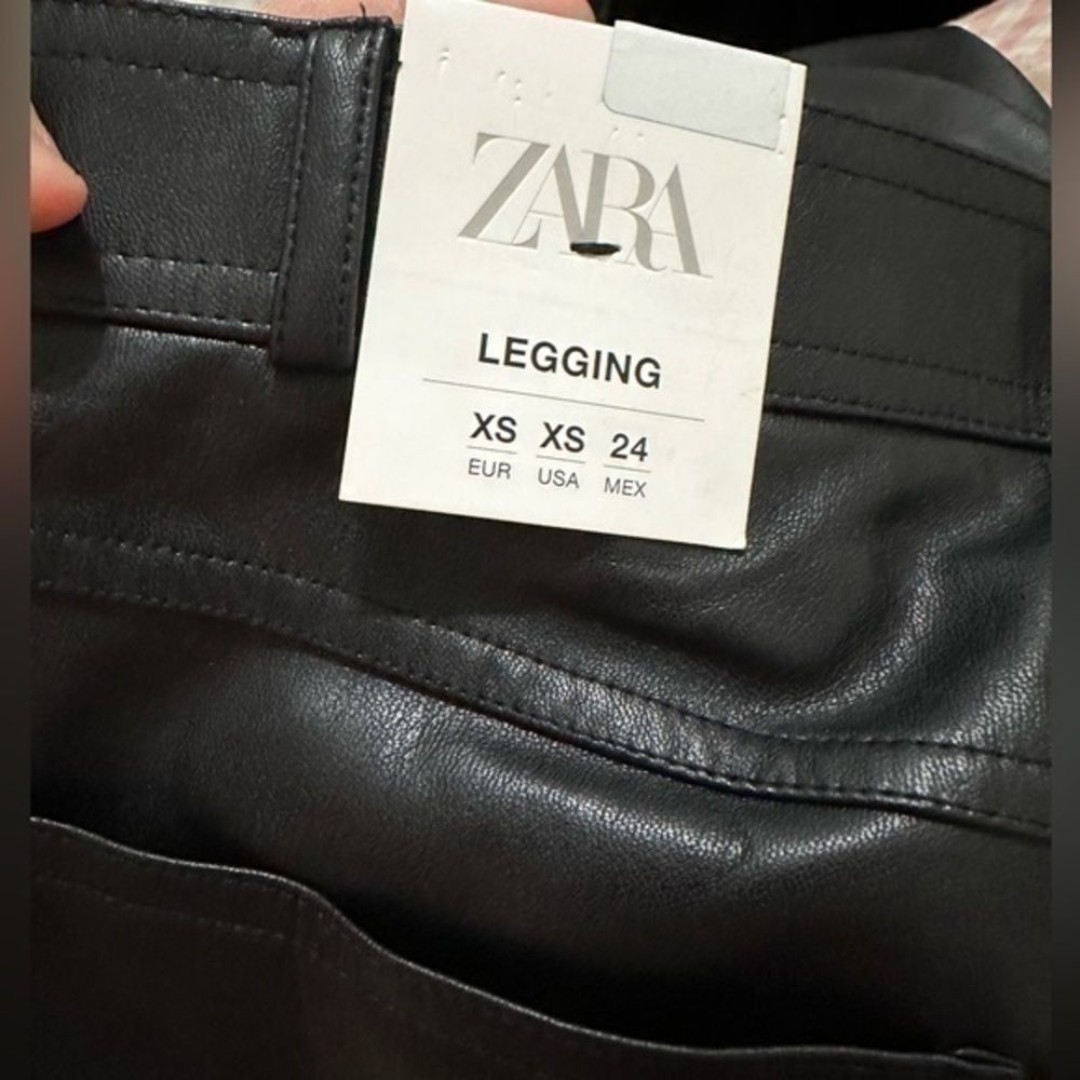 ZARA
LEGGING
XS XS 24
EUR USA MEX